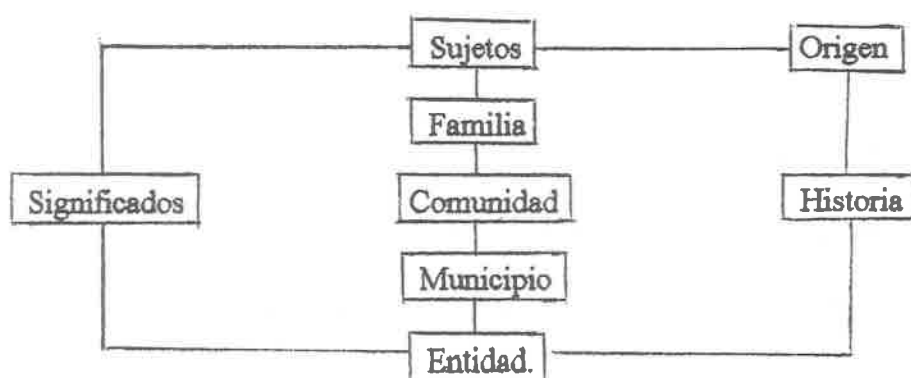 Sujetos
Origen
Familia
Significados
Comunidad
Historia
Municipio
Entidad.